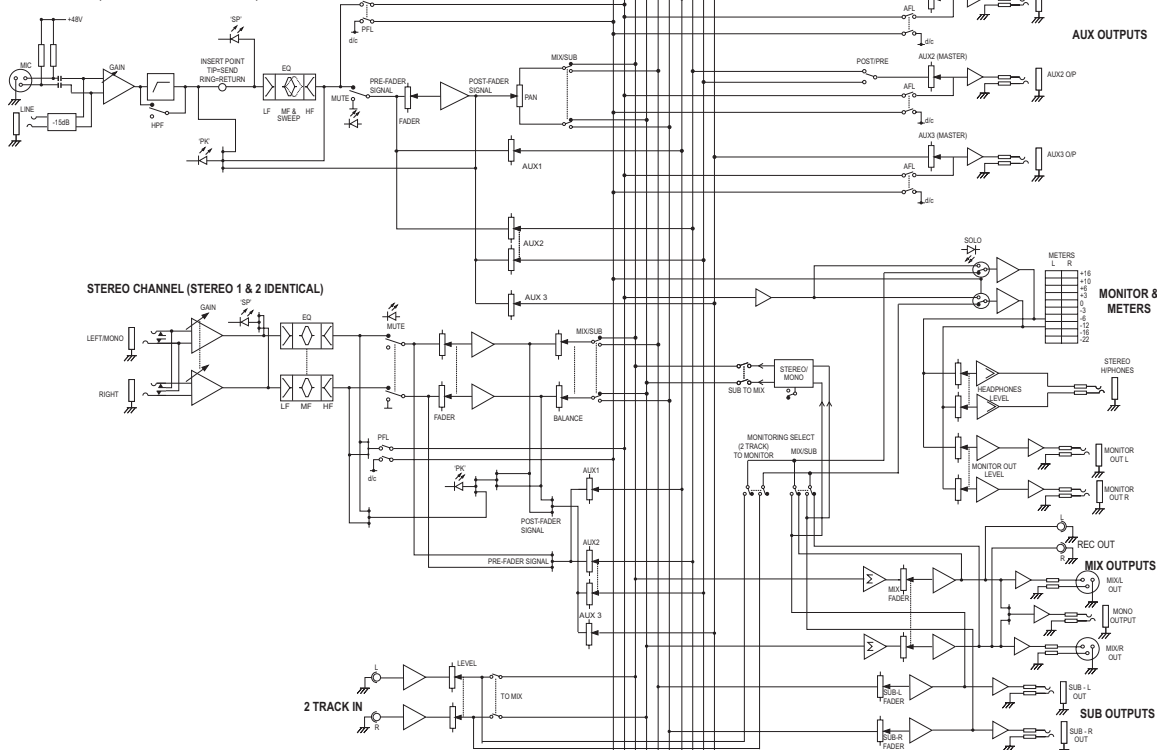 +48V
MIC
GAIN
HPF
LINE
-15dB
'SP'
INSERT POINT
TIP=SEND
RING=RETURN
EQ
LF MF & HF
SWEEP
'PK'
PFL
d/c
MUTE
PRE-FADER
SIGNAL
FADER
POST-FADER
SIGNAL
PAN
MIX/SUB
AUX1
AUX2
AUX 3
AFL
d/c
AUX OUTPUTS
POST/PRE
AUX2 (MASTER)
AUX2 O/P
AFL
d/c
AUX3 (MASTER)
AUX3 O/P
AFL
d/c
STEREO CHANNEL (STEREO 1 & 2 IDENTICAL)
GAIN
'SP'
LEFT/MONO
RIGHT
EQ
LF MF HF
MUTE
FADER
MIX/SUB
BALANCE
PFL
d/c
'PK'
POST-FADER
SIGNAL
PRE-FADER SIGNAL
AUX1
AUX2
AUX 3
SOLO
METERS
L R
+16
+10
+6
+3
0
-3
-6
-12
-16
-22
MONITOR &
METERS
STEREO
H/PHONES
HEADPHONES
LEVEL
STEREO/
MONO
SUB TO MIX
MONITORING SELECT
(2 TRACK)
TO MONITOR
MIX/SUB
MONITOR
OUT L
MONITOR OUT
LEVEL
MONITOR
OUT R
L
REC OUT
R
MIX OUTPUTS
Σ
MIX
FADER
MIX/L
OUT
MONO
OUTPUT
Σ
MIX/R
OUT
2 TRACK IN
L
R
LEVEL
TO MIX
SUB-L
FADER
SUB - L
OUT
SUB OUTPUTS
SUB-R
FADER
SUB - R
OUT